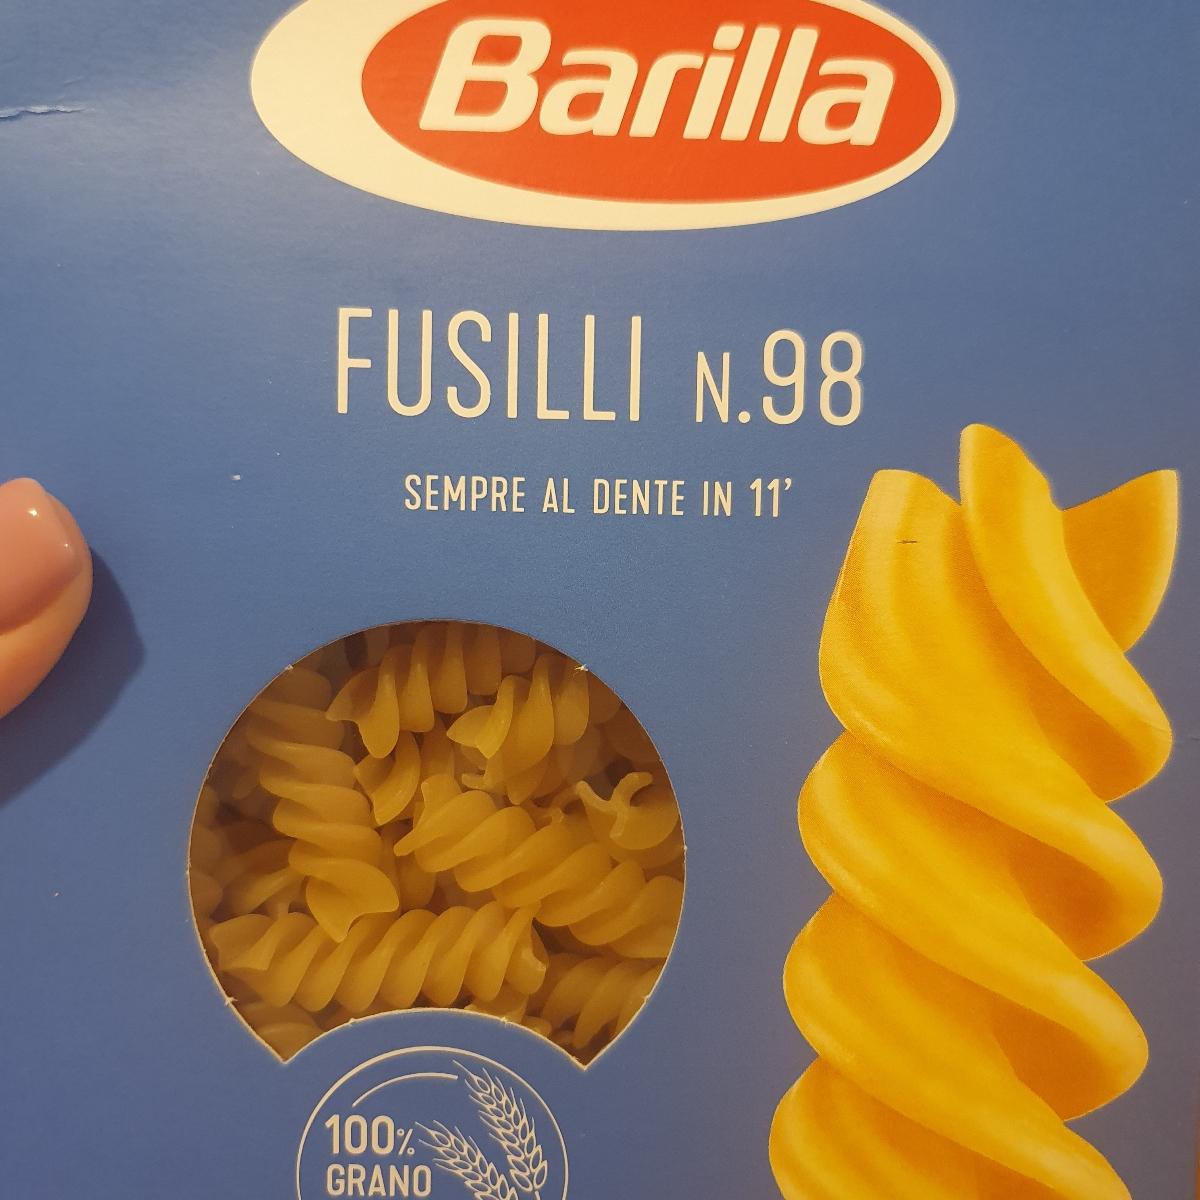 Barilla
FUSILLI N.98
SEMPRE AL DENTE IN 11'
100%
GRANO